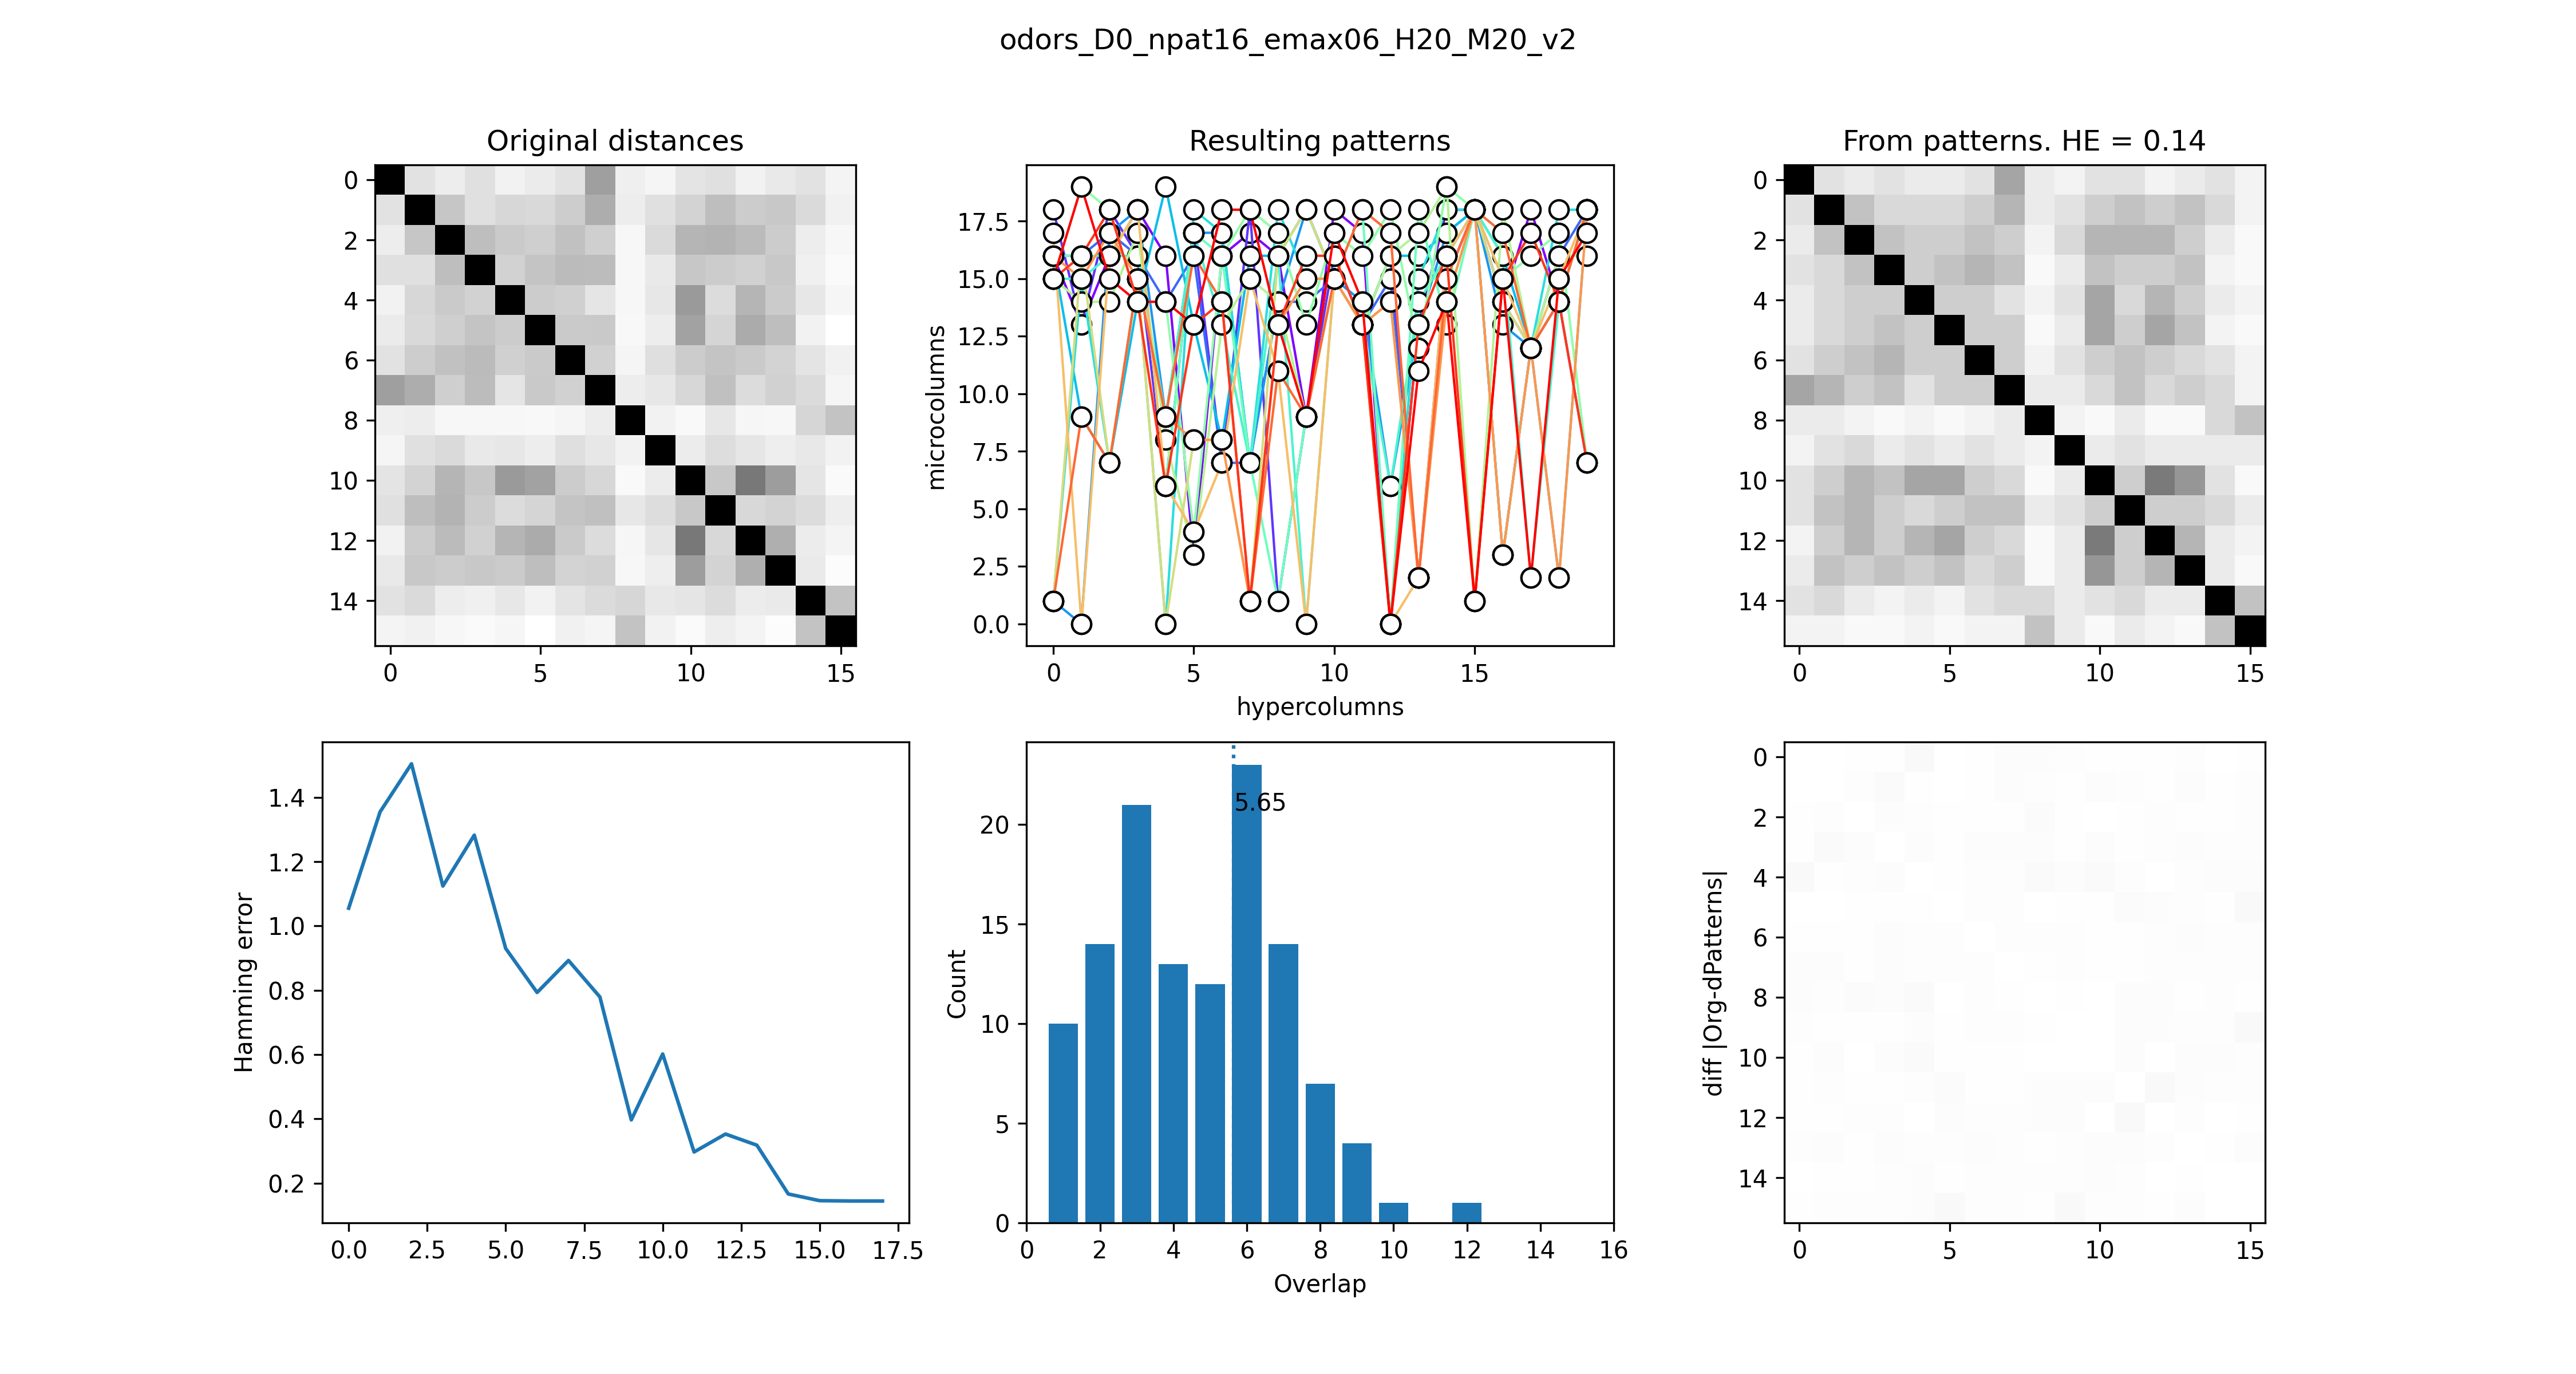 odors_D0_npat16_emax06_H20_M20_v2
Original distances
0
2
4
6
8
10
12
14
0 5 10 15
Resulting patterns
microcolumns
17.5
15.0
12.5
10.0
7.5
5.0
2.5
0.0
0 5 10 15
hypercolumns
From patterns. HE = 0.14
0
2
4
6
8
10
12
14
0 5 10 15
Hamming error
1.4
1.2
1.0
0.8
0.6
0.4
0.2
0.0 2.5 5.0 7.5 10.0 12.5 15.0 17.5
Count
20
15
10
5
0
5.65
0 2 4 6 8 10 12 14 16
Overlap
diff |Org-dPatterns|
0
2
4
6
8
10
12
14
0 5 10 15